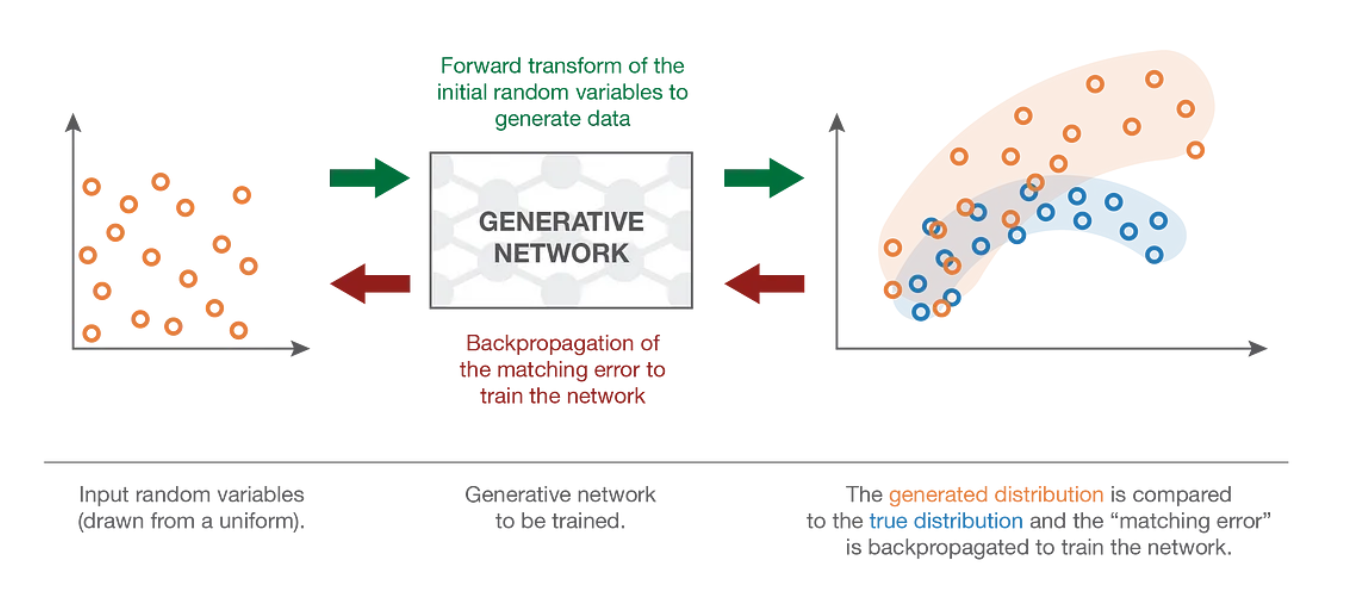 Forward transform of the
initial random variables to
generate data
GENERATIVE
NETWORK
Backpropagation of
the matching error to
train the network
Input random variables
(drawn from a uniform).
Generative network
to be trained.
The generated distribution is compared
to the true distribution and the “matching error”
is backpropagated to train the network.